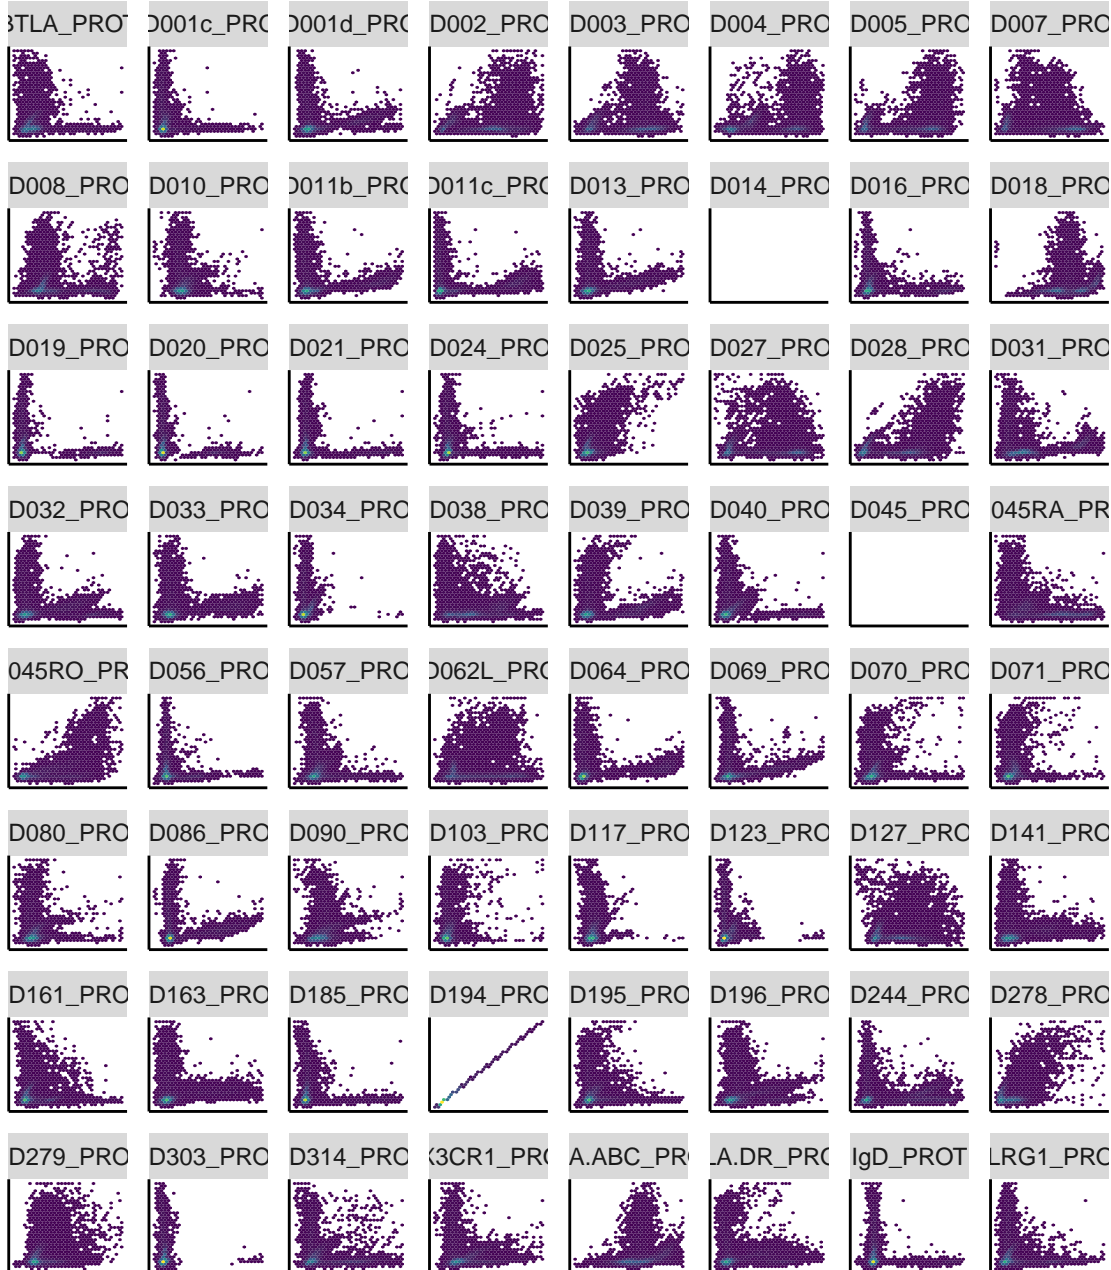 BTLA_PROT D001c_PRO D001d_PRO D002_PRO D003_PRO D004_PRO D005_PRO D007_PRO
D008_PRO D010_PRO D011b_PRO D011c_PRO D013_PRO D014_PRO D016_PRO D018_PRO
D019_PRO D020_PRO D021_PRO D024_PRO D025_PRO D027_PRO D028_PRO D031_PRO
D032_PRO D033_PRO D034_PRO D038_PRO D039_PRO D040_PRO D045_PRO 045RA_PR
045RO_PR D056_PRO D057_PRO D062L_PRO D064_PRO D069_PRO D070_PRO D071_PRO
D080_PRO D086_PRO D090_PRO D103_PRO D117_PRO D123_PRO D127_PRO D141_PRO
D161_PRO D163_PRO D185_PRO D194_PRO D195_PRO D196_PRO D244_PRO D278_PRO
D279_PRO D303_PRO D314_PRO X3CR1_PRO A.ABC_PRO LA.DR_PRO IgD_PROT LRG1_PRO